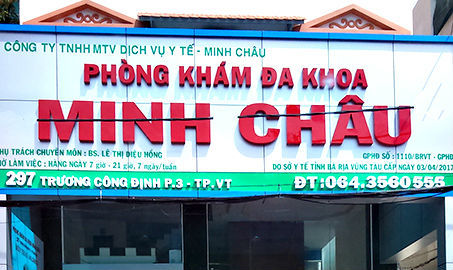 CÔNG TY TNHH MTV DỊCH VỤ Y TẾ - MINH CHÂU
PHÒNG KHÁM ĐA KHOA
MINH CHÂU
HỤ TRÁCH CHUYÊN MÔN : BS. LÊ THỊ DIỆU HỒNG
GPHĐ SỐ : 1110/BRVT - GPHĐ
IỜ LÀM VIỆC : HÀNG NGÀY 7 giờ - 21 giờ, 7 ngày/tuần
DO SỞ Y TẾ TỈNH BÀ RỊA VŨNG TÀU CẤP NGÀY 03/04/2017
297 TRƯƠNG CÔNG ĐỊNH P.3 - TP.VT
ĐT:064.3560556